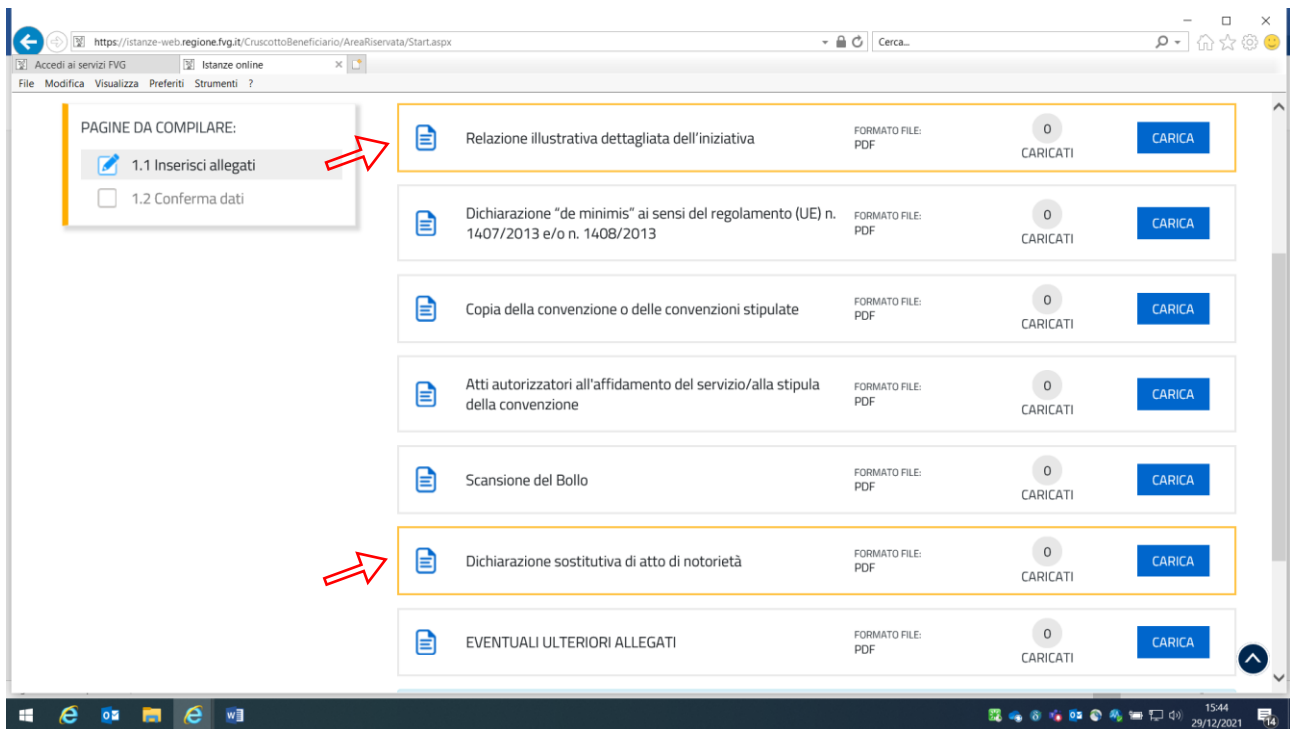 https://istanze-web.regione.fvg.it/CruscottoBeneficiario/AreaRiservata/Start.aspx
Cerca...
Accedi ai servizi FVG
Istanze online
File Modifica Visualizza Preferiti Strumenti ?
PAGINE DA COMPILARE:
1.1 Inserisci allegati
1.2 Conferma dati
Relazione illustrativa dettagliata dell'iniziativa
FORMATO FILE:
PDF
0
CARICATI
CARICA
Dichiarazione “de minimis” ai sensi del regolamento (UE) n.
1407/2013 e/o n. 1408/2013
FORMATO FILE:
PDF
0
CARICATI
CARICA
Copia della convenzione o delle convenzioni stipulate
FORMATO FILE:
PDF
0
CARICATI
CARICA
Atti autorizzatori all'affidamento del servizio/alla stipula
della convenzione
FORMATO FILE:
PDF
0
CARICATI
CARICA
Scansione del Bollo
FORMATO FILE:
PDF
0
CARICATI
CARICA
Dichiarazione sostitutiva di atto di notorietà
FORMATO FILE:
PDF
0
CARICATI
CARICA
EVENTUALI ULTERIORI ALLEGATI
FORMATO FILE:
PDF
0
CARICATI
CARICA
15:44
29/12/2021
14